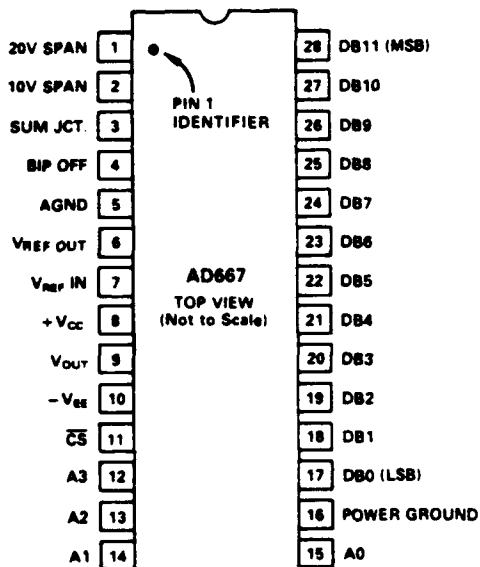 20V SPAN 1 28 DB11 (MSB)
10V SPAN 2 27 DB10
PIN 1
IDENTIFIER
SUM JCT. 3 26 DB9
BIP OFF 4 25 DB8
AGND 5 24 DB7
VREF OUT 6 23 DB6
VREF IN 7 22 DB5
AD667
TOP VIEW
(Not to Scale)
+VCC 8 21 DB4
VOUT 9 20 DB3
-VEE 10 19 DB2
C̅S̅ 11 18 DB1
A3 12 17 DB0 (LSB)
A2 13 16 POWER GROUND
A1 14 15 A0